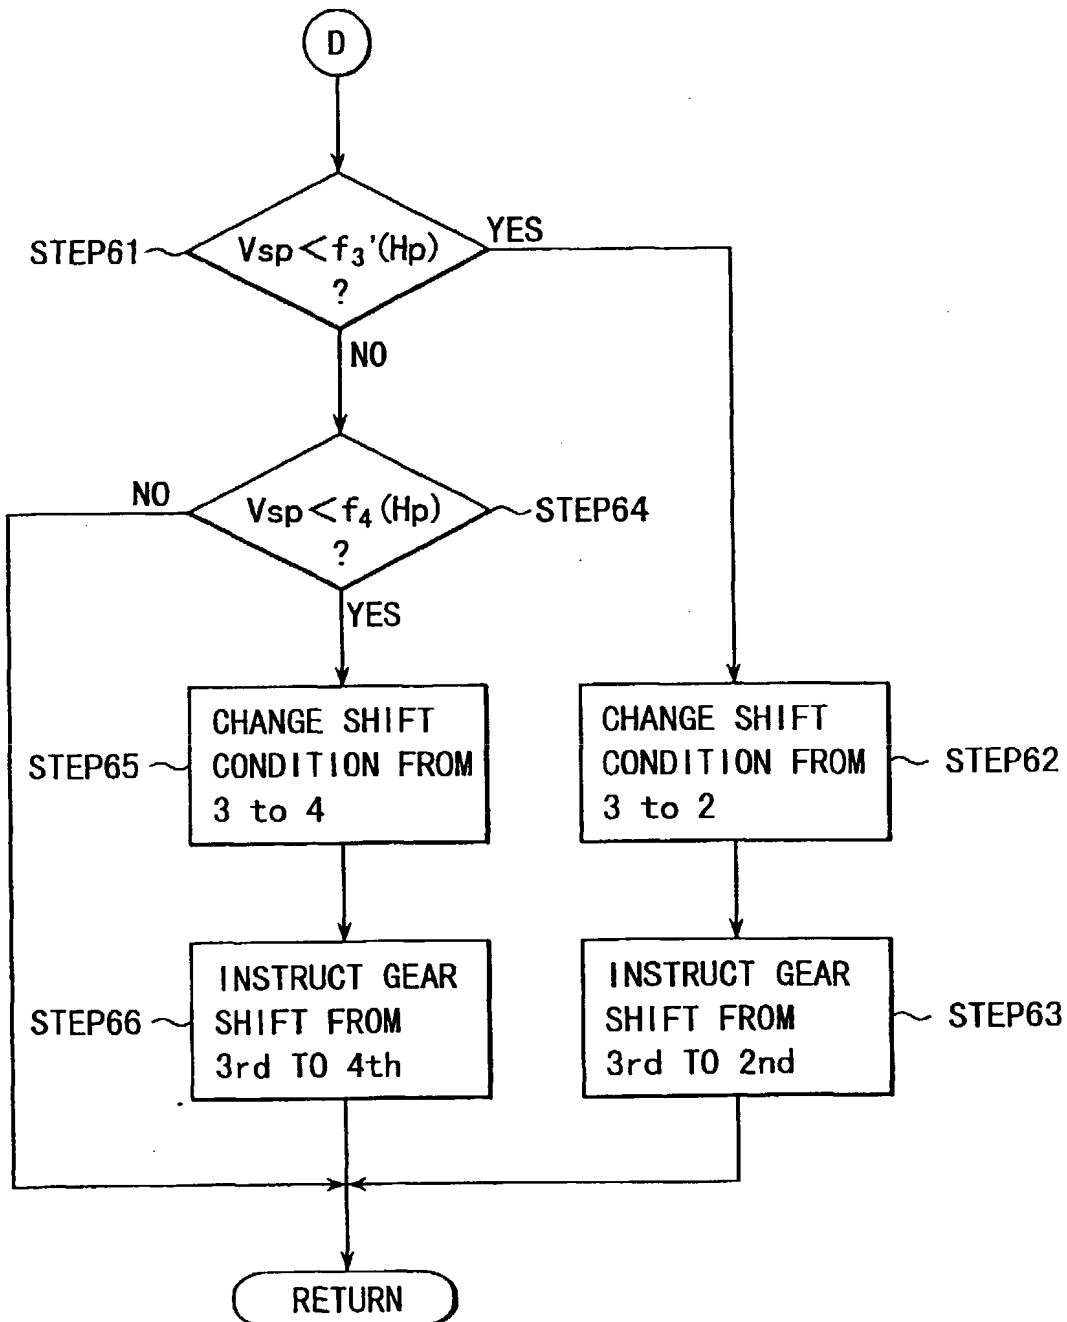 D
STEP61
Vsp<f₃'(Hp)
?
YES
NO
NO
Vsp<f₄(Hp)
?
STEP64
YES
CHANGE SHIFT
CONDITION FROM
3 to 4
STEP65
CHANGE SHIFT
CONDITION FROM
3 to 2
STEP62
INSTRUCT GEAR
SHIFT FROM
3rd TO 4th
STEP66
INSTRUCT GEAR
SHIFT FROM
3rd TO 2nd
STEP63
RETURN